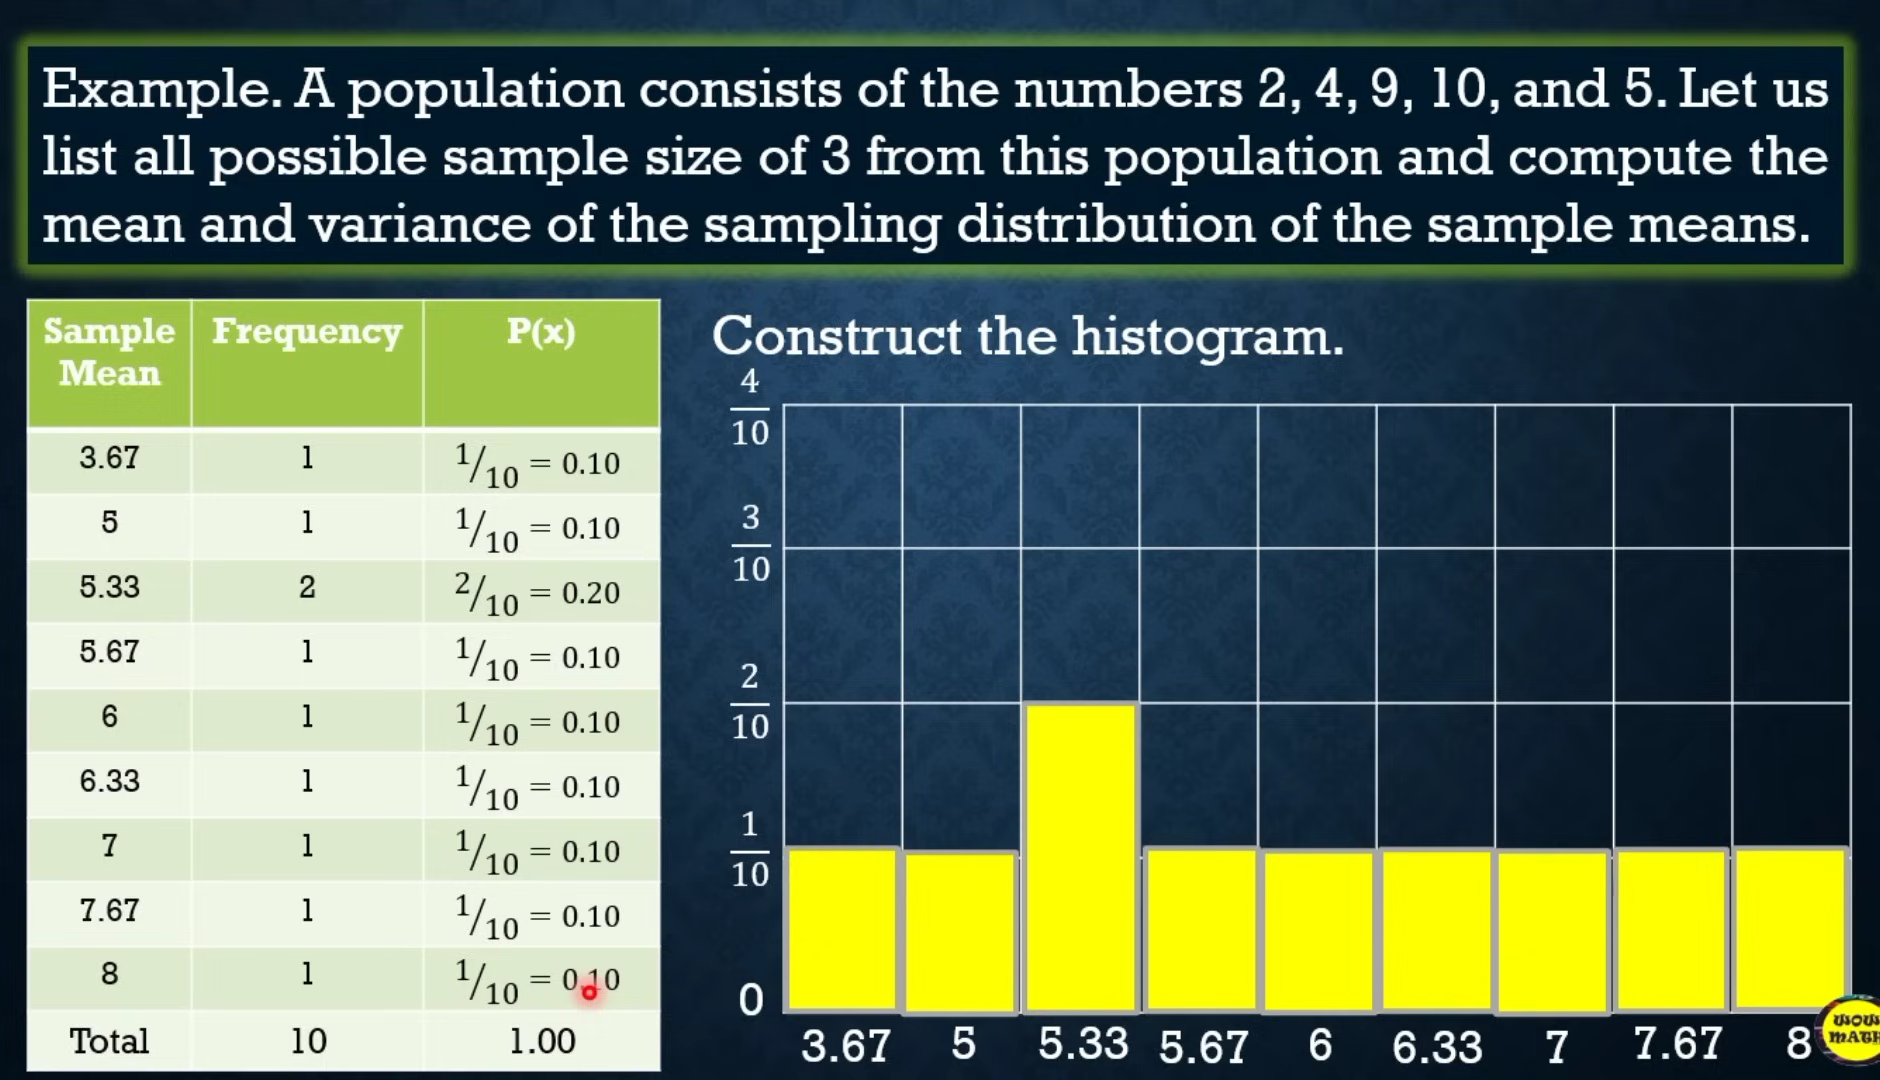 Example. A population consists of the numbers 2, 4, 9, 10, and 5. Let us
list all possible sample size of 3 from this population and compute the
mean and variance of the sampling distribution of the sample means.
Sample Mean Frequency P(x)
3.67 1 1/10 = 0.10
5 1 1/10 = 0.10
5.33 2 2/10 = 0.20
5.67 1 1/10 = 0.10
6 1 1/10 = 0.10
6.33 1 1/10 = 0.10
7 1 1/10 = 0.10
7.67 1 1/10 = 0.10
8 1 1/10 = 0.10
Total 10 1.00
Construct the histogram.
4/10
3/10
2/10
1/10
0
3.67 5 5.33 5.67 6 6.33 7 7.67 8
WOW
MATH